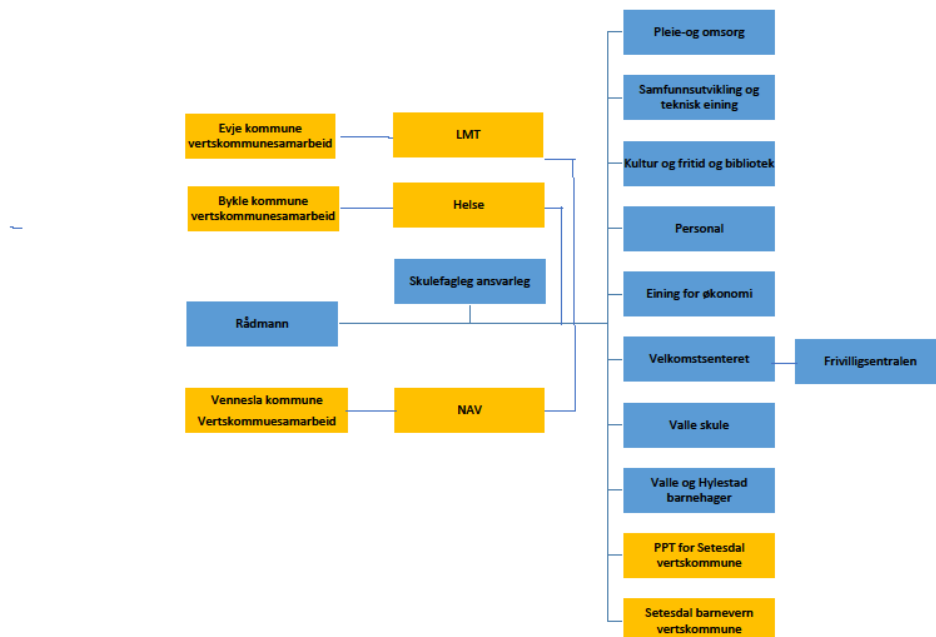 Pleie-og omsorg
Samfunnsutvikling og
teknisk eining
Evje kommune
vertskommunesamarbeid
LMT
Kultur og fritid og bibliotek
Bykle kommune
vertskommunesamarbeid
Helse
Personal
Skulefagleg ansvarleg
Eining for økonomi
Rådmann
Velkomstsenteret
Frivilligsentralen
Vennesla kommune
Vertskommuesamarbeid
NAV
Valle skule
Valle og Hylestad
barnehager
PPT for Setesdal
vertskommune
Setesdal barnevern
vertskommune